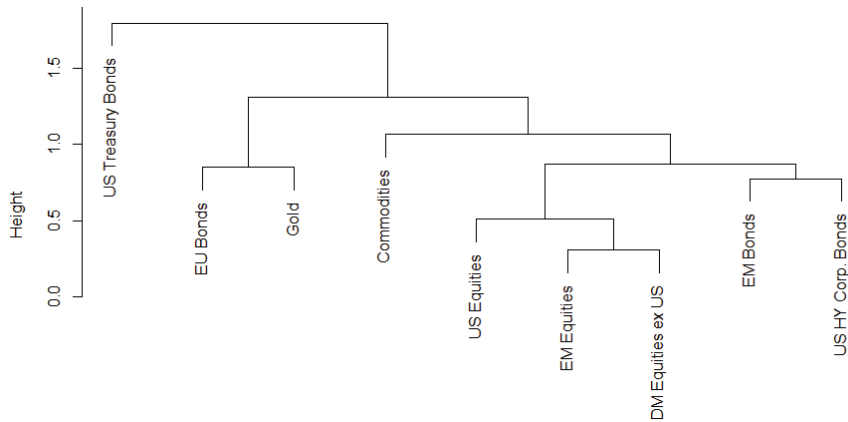 Height
1.5
1.0
0.5
0.0
US Treasury Bonds
EU Bonds
Gold
Commodities
US Equities
EM Equities
DM Equities ex US
EM Bonds
US HY Corp. Bonds